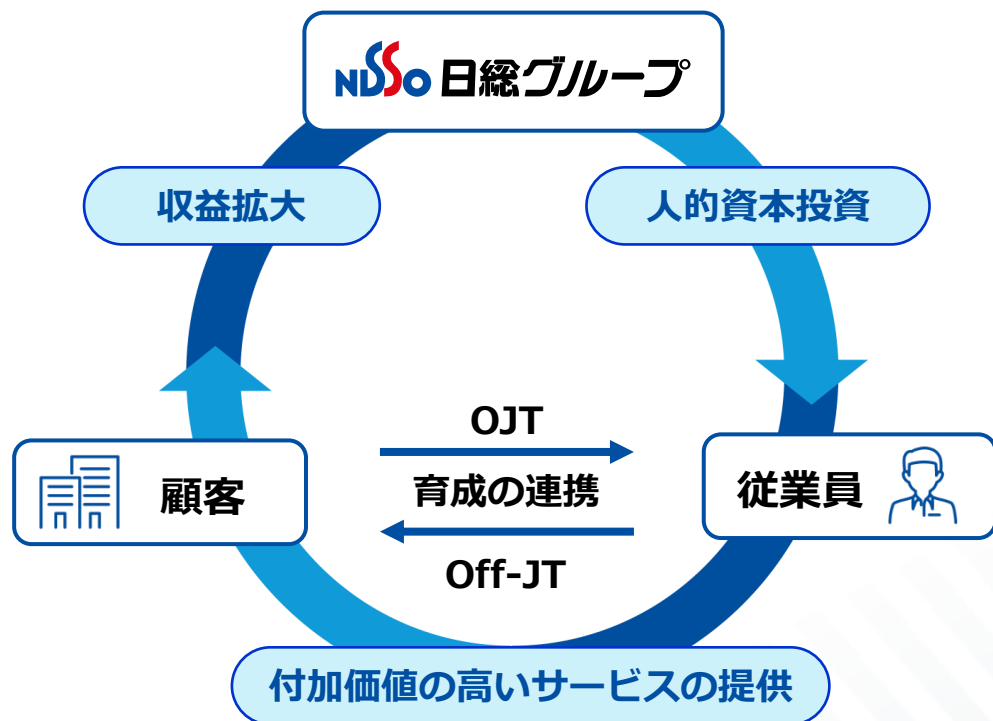 NISSO 日総グループ
収益拡大
人的資本投資
OJT
育成の連携
Off-JT
顧客
従業員
付加価値の高いサービスの提供